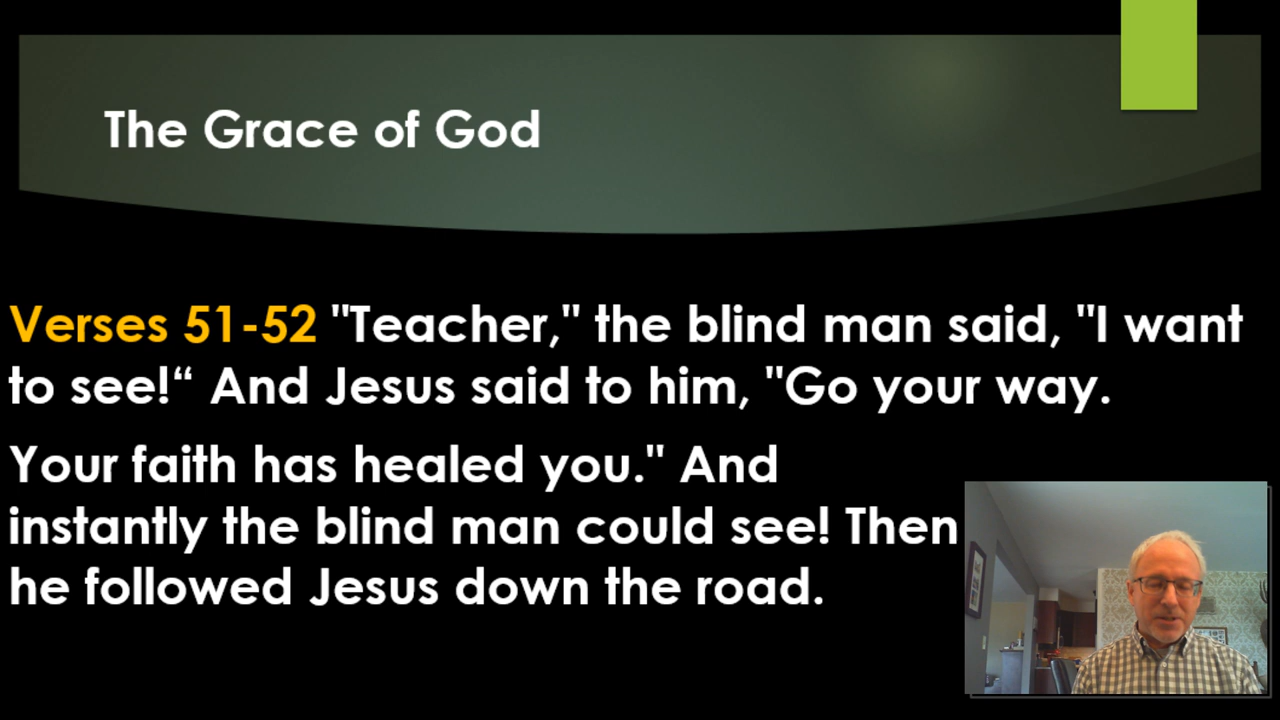 The Grace of God
Verses 51-52 "Teacher," the blind man said, "I want
to see!“ And Jesus said to him, "Go your way.
Your faith has healed you." And
instantly the blind man could see! Then
he followed Jesus down the road.